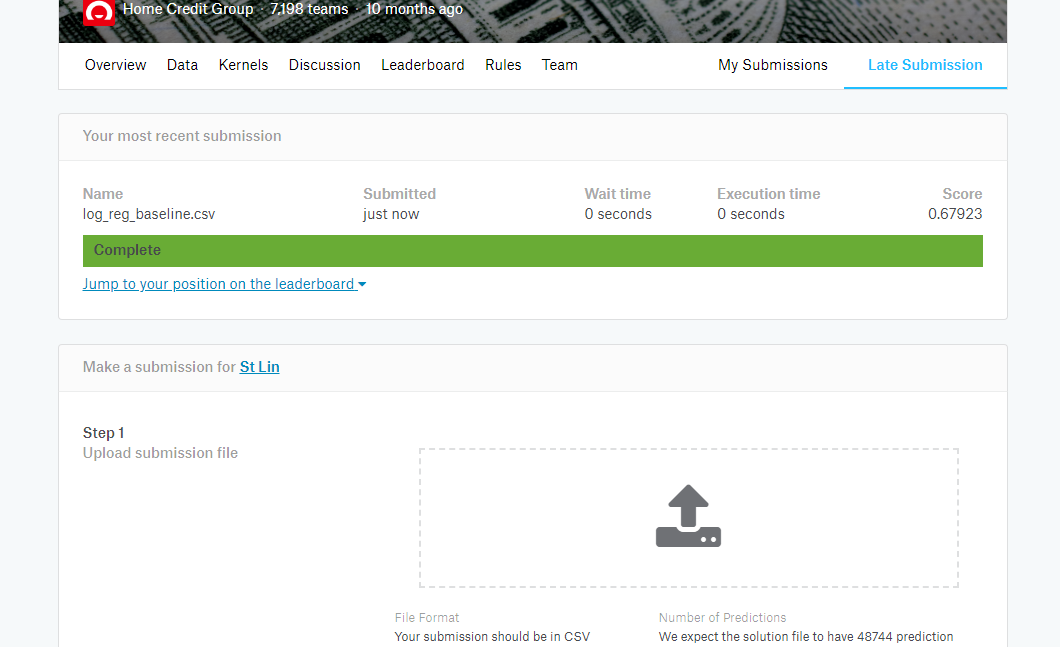 Home Credit Group · 7,198 teams · 10 months ago
Overview Data Kernels Discussion Leaderboard Rules Team My Submissions Late Submission
Your most recent submission
Name Submitted Wait time Execution time Score
log_reg_baseline.csv just now 0 seconds 0 seconds 0.67923
Complete
Jump to your position on the leaderboard
Make a submission for St Lin
Step 1
Upload submission file
File Format Number of Predictions
Your submission should be in CSV We expect the solution file to have 48744 prediction